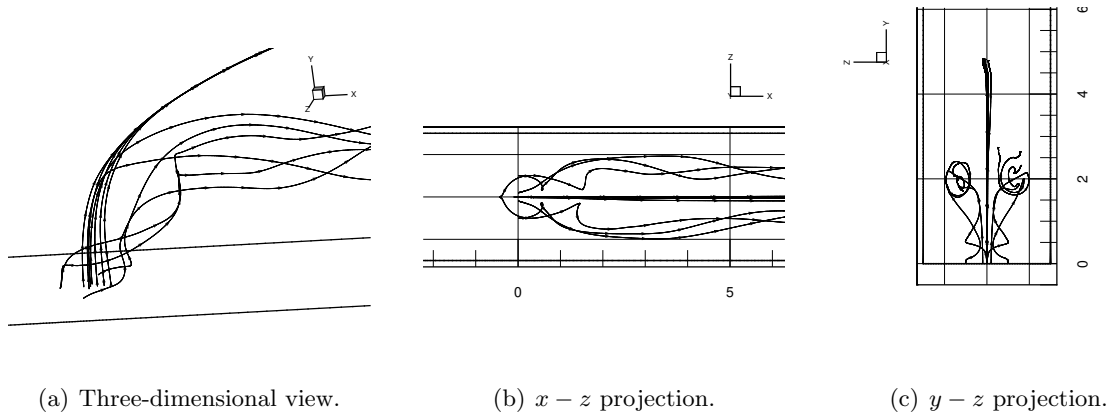 Y
X
Z
Z
X
0
5
Y
Z
6
4
2
0
(a) Three-dimensional view.
(b) x − z projection.
(c) y − z projection.